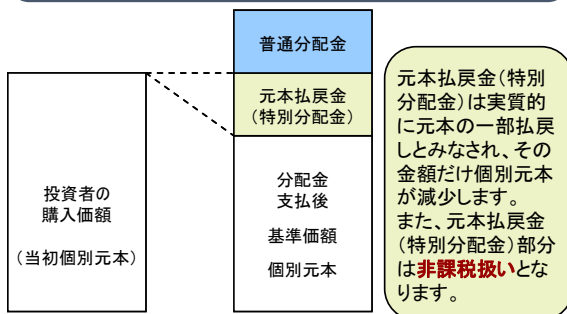 普通分配金
元本払戻金
(特別分配金)
投資者の
購入価額
(当初個別元本)
分配金
支払後
基準価額
個別元本
元本払戻金(特別
分配金)は実質的
に元本の一部払戻
しとみなされ、その
金額だけ個別元本
が減少します。
また、元本払戻金
(特別分配金)部分
は非課税扱いとな
ります。